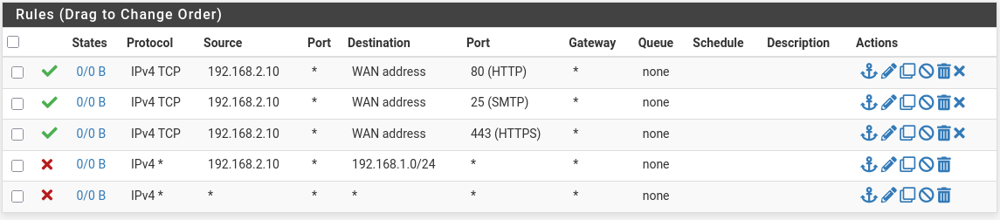 Rules (Drag to Change Order)
States Protocol Source Port Destination Port Gateway Queue Schedule Description Actions
0/0 B IPv4 TCP 192.168.2.10 * WAN address 80 (HTTP) * none
0/0 B IPv4 TCP 192.168.2.10 * WAN address 25 (SMTP) * none
0/0 B IPv4 TCP 192.168.2.10 * WAN address 443 (HTTPS) * none
0/0 B IPv4 * 192.168.2.10 * 192.168.1.0/24 * * none
0/0 B IPv4 * * * * * * none